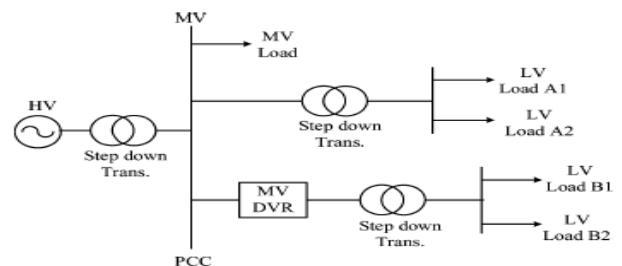 MV
MV
Load
HV
Step down
Trans.
Step down
Trans.
LV
Load A1
LV
Load A2
MV
DVR
Step down
Trans.
LV
Load B1
LV
Load B2
PCC